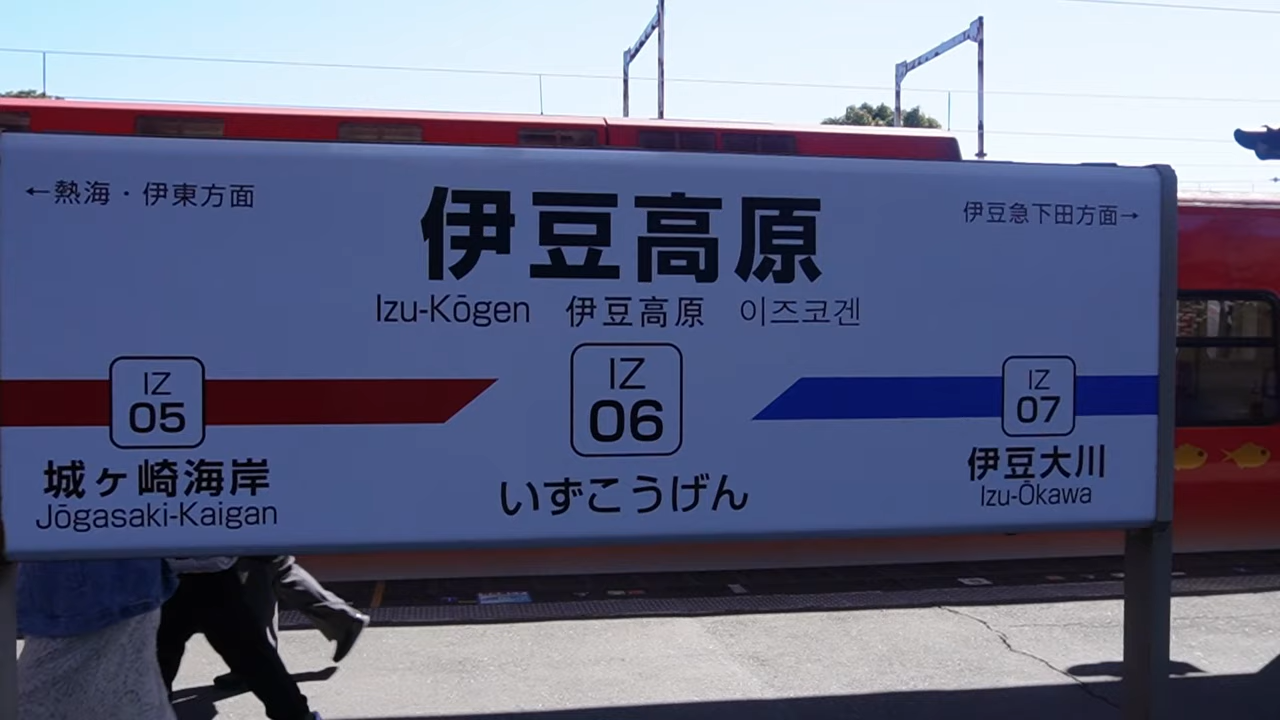 ←熱海・伊東方面
伊豆高原
伊豆急下田方面→
Izu-Kōgen 伊豆高原 이즈코겐
IZ
05
IZ
06
IZ
07
城ヶ崎海岸
Jōgasaki-Kaigan
いずこうげん
伊豆大川
Izu-Ōkawa